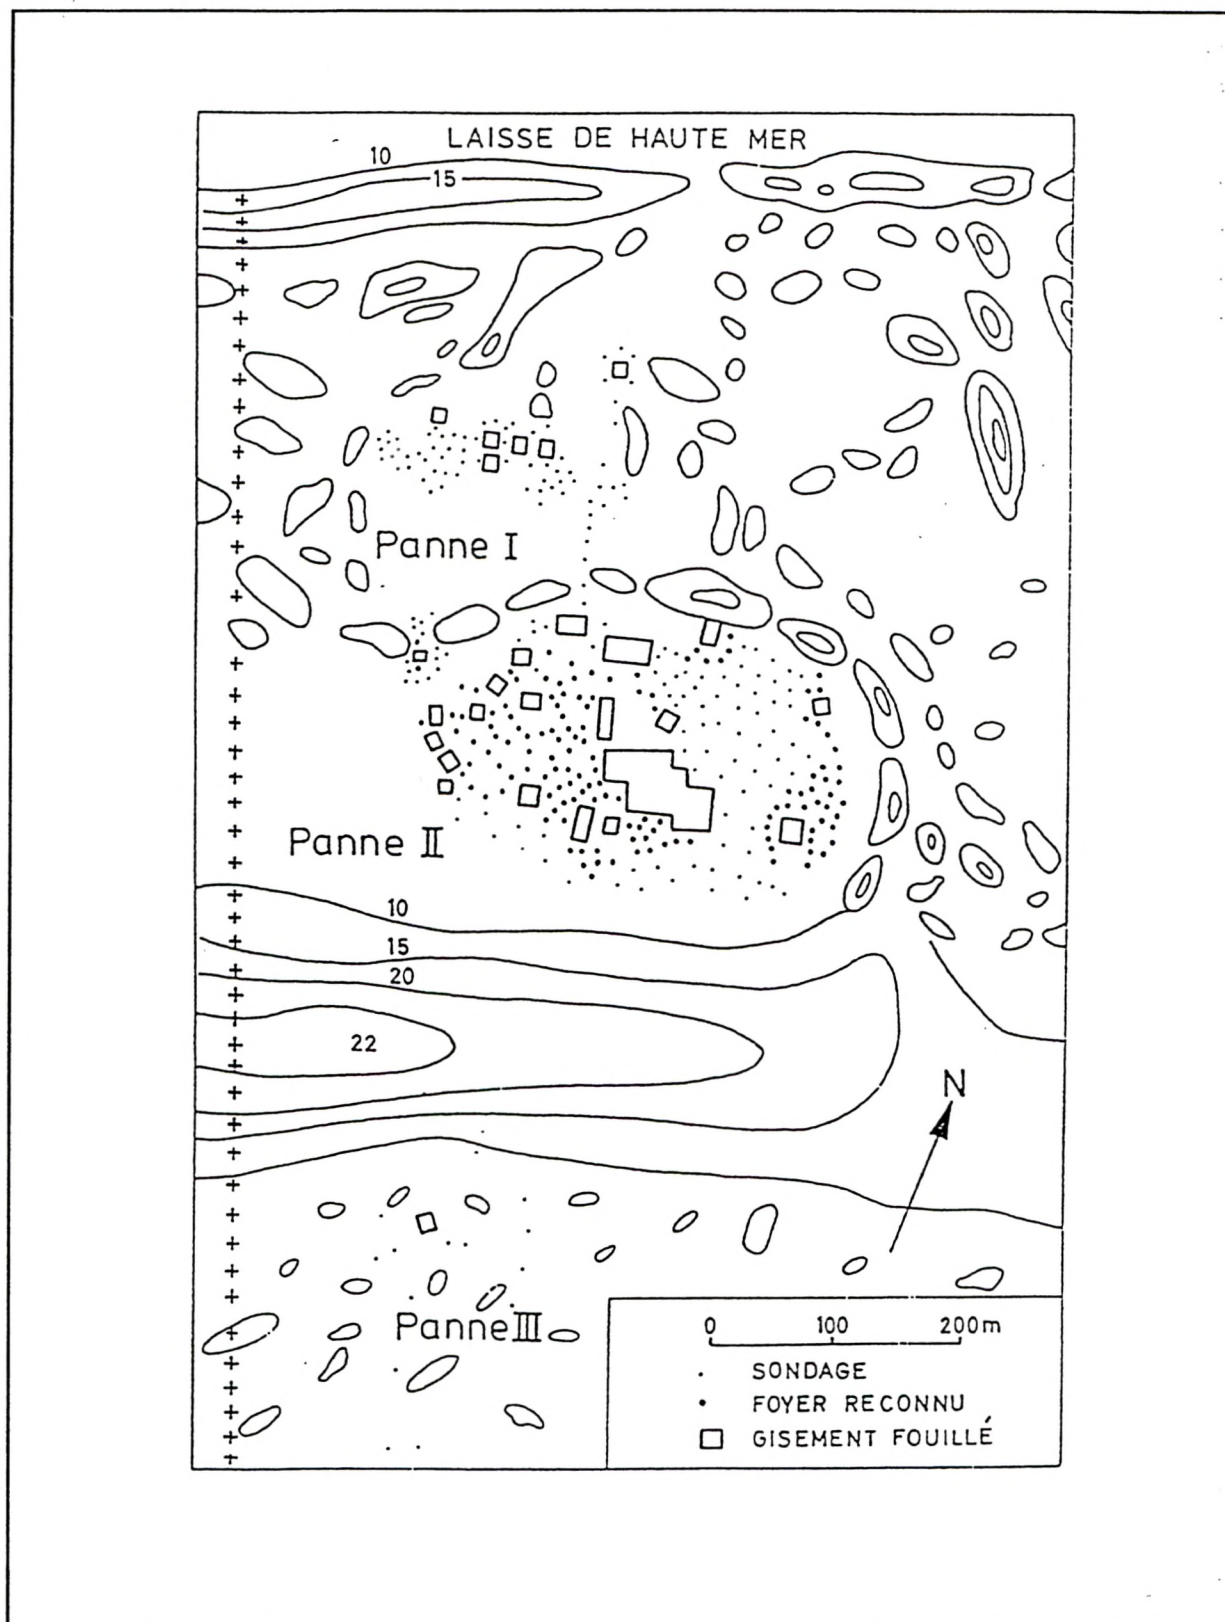 LAISSE DE HAUTE MER
10
15
Panne I
Panne II
10
15
20
22
N
Panne III
0 100 200m
SONDAGE
FOYER RECONNU
GISEMENT FOUILLÉ